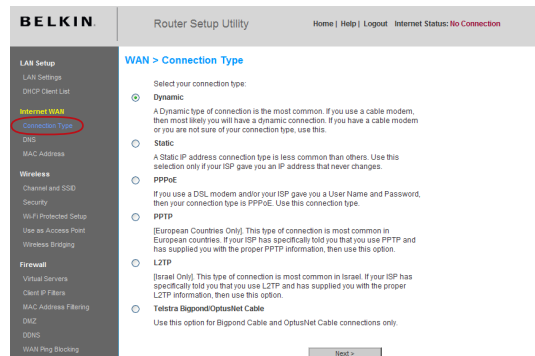 BELKIN.
Router Setup Utility
Home | Help | Logout Internet Status: No Connection
LAN Setup
LAN Settings
DHCP Client List
Internet WAN
Connection Type
DNS
MAC Address
Wireless
Channel and SSID
Security
Wi-Fi Protected Setup
Use as Access Point
Wireless Bridging
Firewall
Virtual Servers
Client IP Filters
MAC Address Filtering
DMZ
DDNS
WAN Ping Blocking
WAN > Connection Type
Select your connection type:
Dynamic
A Dynamic type of connection is the most common. If you use a cable modem,
then most likely you will have a dynamic connection. If you have a cable modem
or you are not sure of your connection type, use this.
Static
A Static IP address connection type is less common than others. Use this
selection only if your ISP gave you an IP address that never changes.
PPPoE
If you use a DSL modem and/or your ISP gave you a User Name and Password,
then your connection type is PPPoE. Use this connection type.
PPTP
[European Countries Only]. This type of connection is most common in
European countries. If your ISP has specifically told you that you use PPTP and
has supplied you with the proper PPTP information, then use this option.
L2TP
[Israel Only]. This type of connection is most common in Israel. If your ISP has
specifically told you that you use L2TP and has supplied you with the proper
L2TP information, then use this option.
Telstra Bigpond/OptusNet Cable
Use this option for Bigpond Cable and OptusNet Cable connections only.
Next >